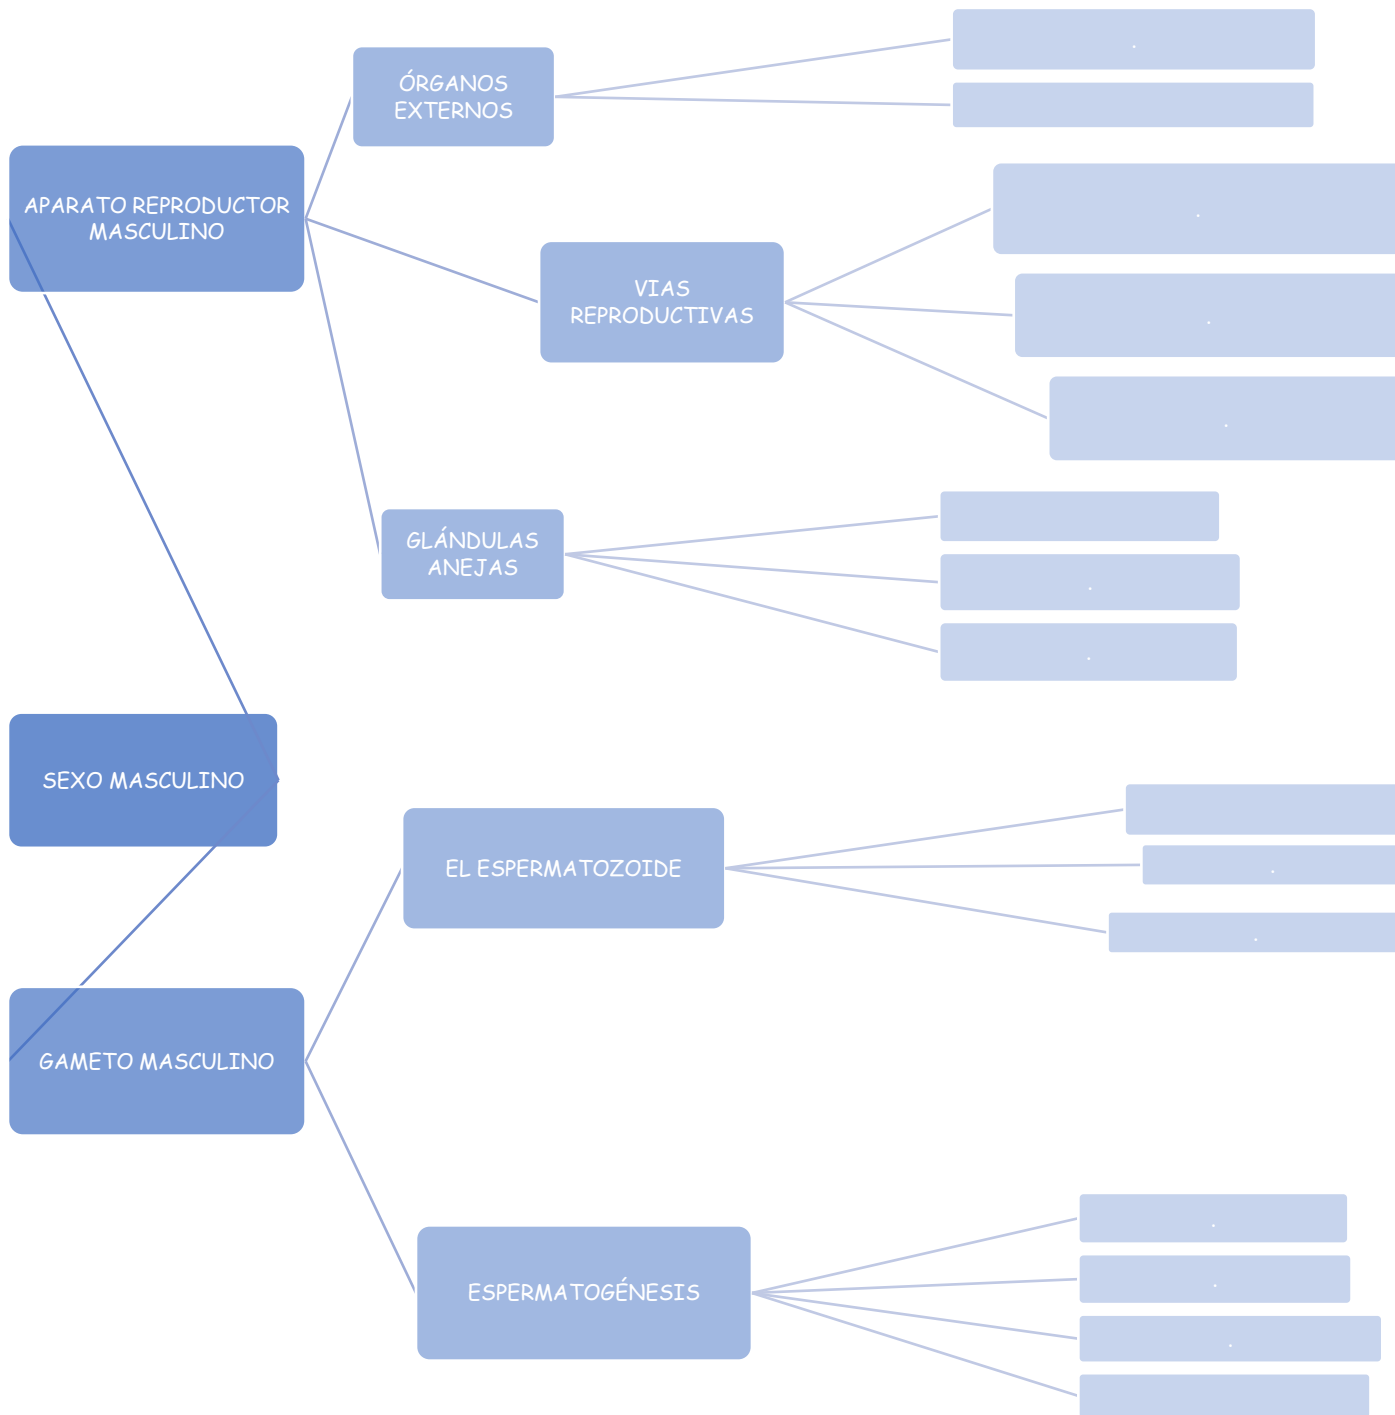 ÓRGANOS
EXTERNOS
.
APARATO REPRODUCTOR
MASCULINO
VIAS
REPRODUCTIVAS
.
.
.
GLÁNDULAS
ANEJAS
.
.
SEXO MASCULINO
EL ESPERMATOZOIDE
.
.
GAMETO MASCULINO
ESPERMATOGÉNESIS
.
.
.